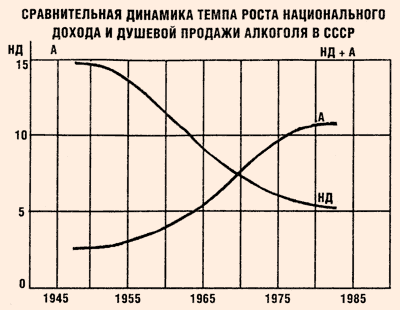 СРАВНИТЕЛЬНАЯ ДИНАМИКА ТЕМПА РОСТА НАЦИОНАЛЬНОГО
ДОХОДА И ДУШЕВОЙ ПРОДАЖИ АЛКОГОЛЯ В СССР
НД А НД + А
15
А
10
НД
5
0
1945 1955 1965 1975 1985